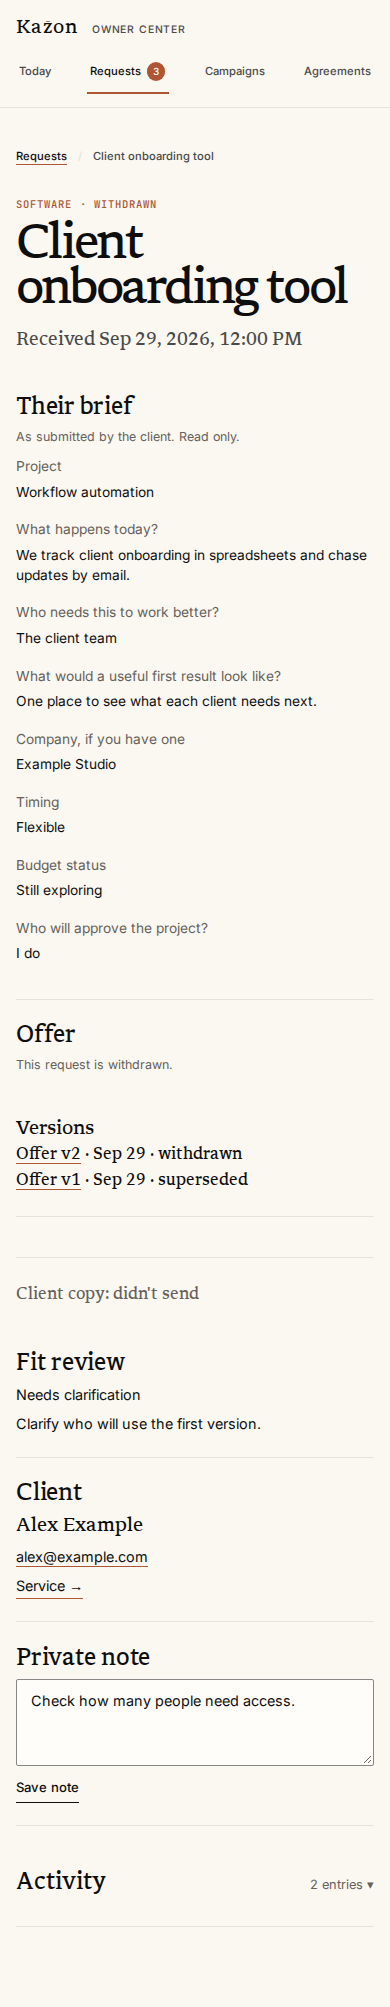 Kažon OWNER CENTER
Today Requests 3 Campaigns Agreements
Requests / Client onboarding tool
SOFTWARE · WITHDRAWN
Client
onboarding tool
Received Sep 29, 2026, 12:00 PM
Their brief
As submitted by the client. Read only.
Project
Workflow automation
What happens today?
We track client onboarding in spreadsheets and chase
updates by email.
Who needs this to work better?
The client team
What would a useful first result look like?
One place to see what each client needs next.
Company, if you have one
Example Studio
Timing
Flexible
Budget status
Still exploring
Who will approve the project?
I do
Offer
This request is withdrawn.
Versions
Offer v2 · Sep 29 · withdrawn
Offer v1 · Sep 29 · superseded
Client copy: didn't send
Fit review
Needs clarification
Clarify who will use the first version.
Client
Alex Example
alex@example.com
Service →
Private note
Check how many people need access.
Save note
Activity 2 entries ▾